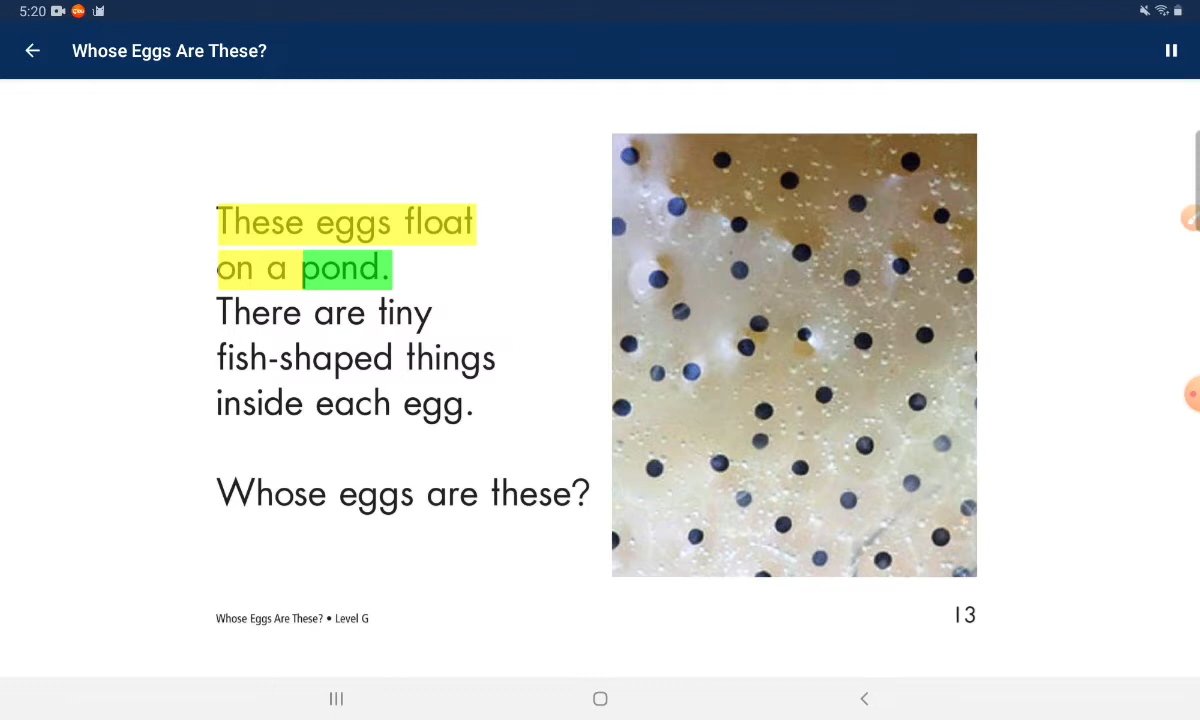 5:20
Whose Eggs Are These?
These eggs float
on a pond.
There are tiny
fish-shaped things
inside each egg.
Whose eggs are these?
Whose Eggs Are These? • Level G
13